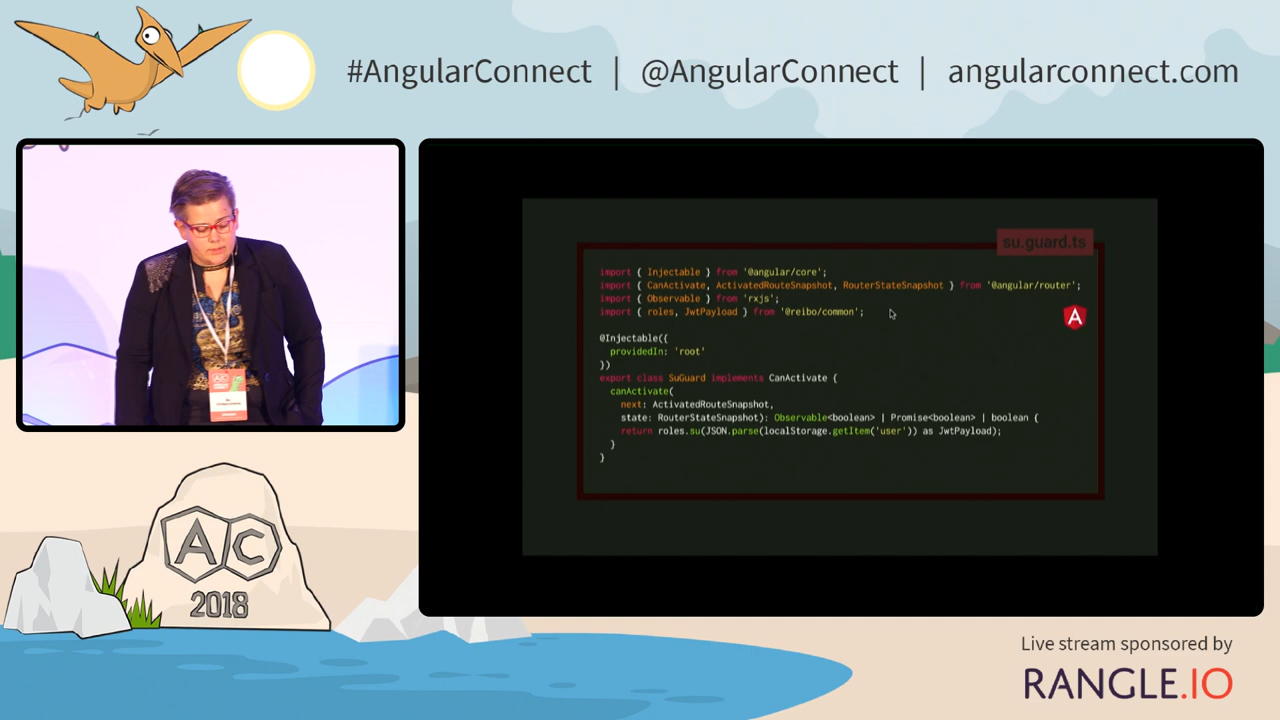 #AngularConnect | @AngularConnect | angularconnect.com
su.guard.ts
import { Injectable } from '@angular/core';
import { CanActivate, ActivatedRouteSnapshot, RouterStateSnapshot } from '@angular/router';
import { Observable } from 'rxjs';
import { roles, JwtPayload } from '@reibo/common';
A
@Injectable({
providedIn: 'root'
})
export class SuGuard implements CanActivate {
canActivate(
next: ActivatedRouteSnapshot,
state: RouterStateSnapshot): Observable<boolean> | Promise<boolean> | boolean {
return roles.su(JSON.parse(localStorage.getItem('user')) as JwtPayload);
}
}
AC
2018
Live stream sponsored by
RANGLE.IO